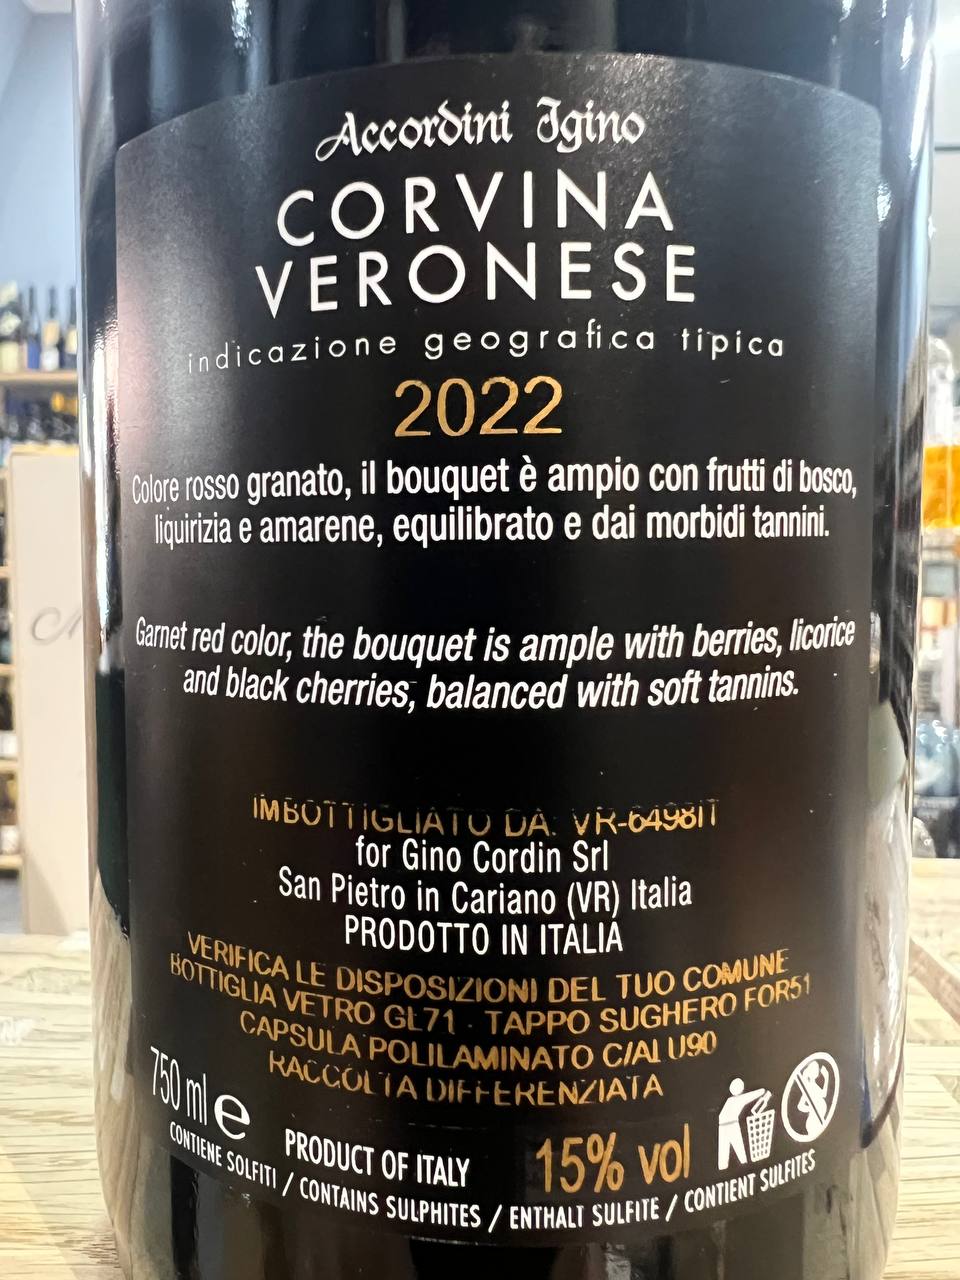 Accordini Igino
CORVINA
VERONESE
indicazione geografica tipica
2022
Colore rosso granato, il bouquet è ampio con frutti di bosco,
liquirizia e amarene, equilibrato e dai morbidi tannini.
Garnet red color, the bouquet is ample with berries, licorice
and black cherries, balanced with soft tannins.
IMBOTTIGLIATO DA: VR-6498IT
for Gino Cordin Srl
San Pietro in Cariano (VR) Italia
PRODOTTO IN ITALIA
VERIFICA LE DISPOSIZIONI DEL TUO COMUNE
BOTTIGLIA VETRO GL71 - TAPPO SUGHERO FOR51
CAPSULA POLILAMINATO C/ALU90
RACCOLTA DIFFERENZIATA
750 ml e
PRODUCT OF ITALY
15% vol
CONTIENE SOLFITI / CONTAINS SULPHITES / ENTHALT SULFITE / CONTIENT SULFITES